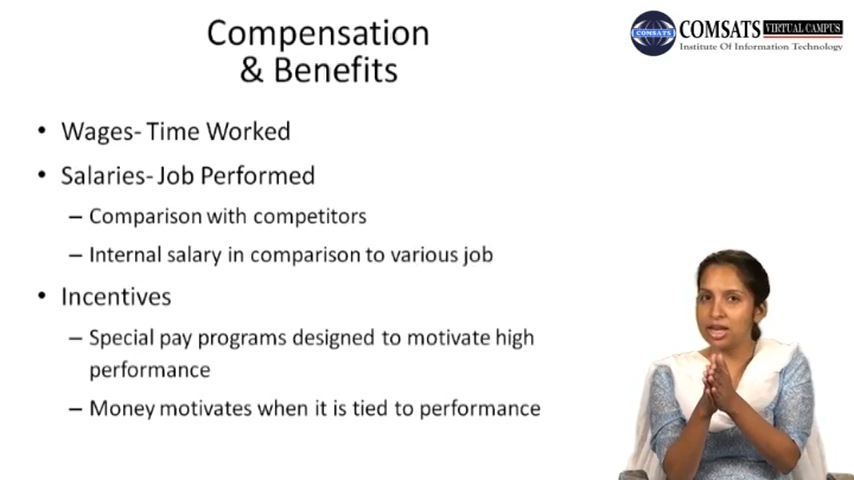 Compensation
& Benefits
COMSATS
COMSATS VIRTUAL CAMPUS
Institute Of Information Technology
• Wages- Time Worked
• Salaries- Job Performed
– Comparison with competitors
– Internal salary in comparison to various job
• Incentives
– Special pay programs designed to motivate high
performance
– Money motivates when it is tied to performance